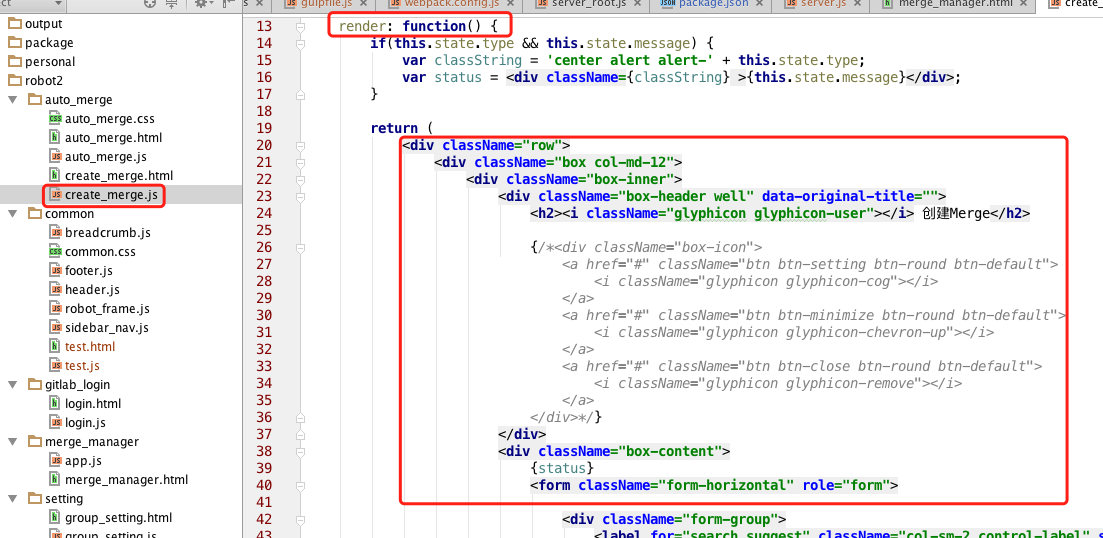 ct
s
gulpfile.js
webpack.config.js
server_root.js
package.json
server.js
merge_manager.html
output
package
personal
robot2
auto_merge
auto_merge.css
auto_merge.html
auto_merge.js
create_merge.html
create_merge.js
common
breadcrumb.js
common.css
footer.js
header.js
robot_frame.js
sidebar_nav.js
test.html
test.js
gitlab_login
login.html
login.js
merge_manager
app.js
merge_manager.html
setting
group_setting.html
group_setting.js
13 render: function() {
14 if(this.state.type && this.state.message) {
15 var classString = 'center alert alert-' + this.state.type;
16 var status = <div className={classString} >{this.state.message}</div>;
17 }
18
19 return (
20 <div className="row">
21 <div className="box col-md-12">
22 <div className="box-inner">
23 <div className="box-header well" data-original-title="">
24 <h2><i className="glyphicon glyphicon-user"></i> 创建Merge</h2>
25
26 {/*<div className="box-icon">
27 <a href="#" className="btn btn-setting btn-round btn-default">
28 <i className="glyphicon glyphicon-cog"></i>
29 </a>
30 <a href="#" className="btn btn-minimize btn-round btn-default">
31 <i className="glyphicon glyphicon-chevron-up"></i>
32 </a>
33 <a href="#" className="btn btn-close btn-round btn-default">
34 <i className="glyphicon glyphicon-remove"></i>
35 </a>
36 </div>*/}
37 </div>
38 <div className="box-content">
39 {status}
40 <form className="form-horizontal" role="form">
41
42 <div className="form-group">
43 <label for="search_suggest" className="col-sm-2 control-label" s